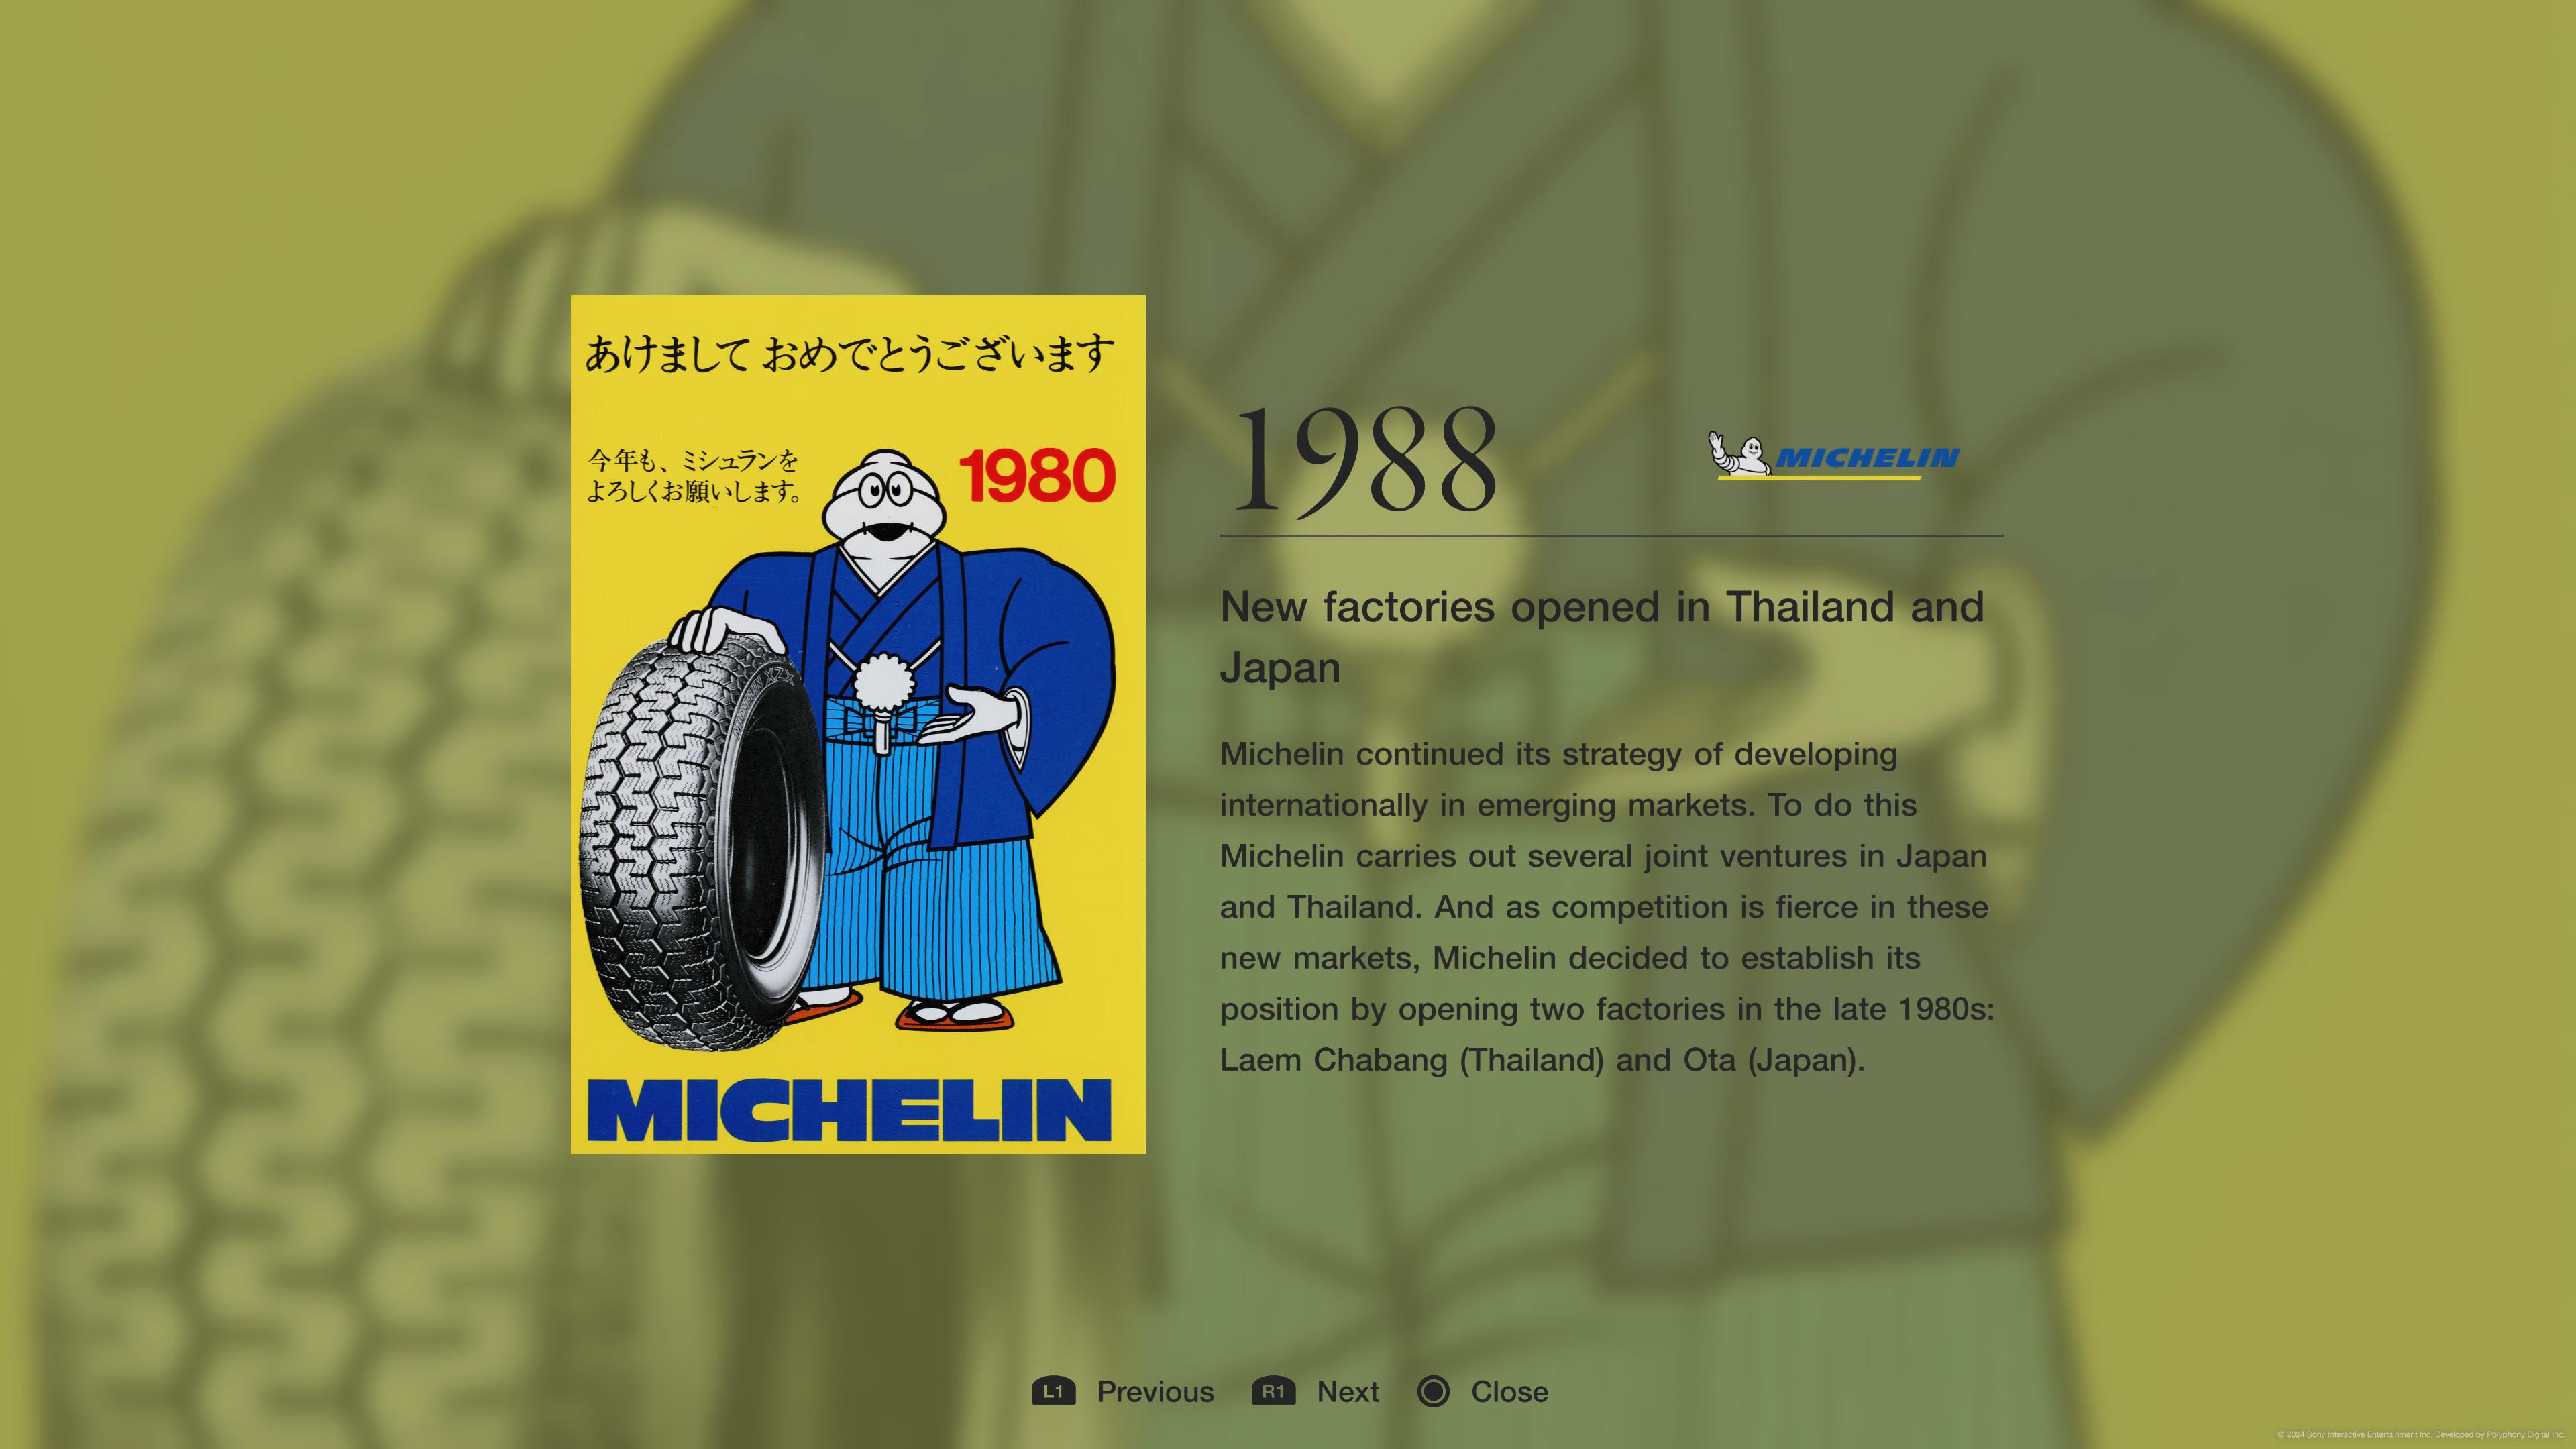 あけまして おめでとうございます
今年も、ミシュランを
よろしくお願いします。
1980
XZX
MICHELIN
1988
MICHELIN
New factories opened in Thailand and
Japan
Michelin continued its strategy of developing
internationally in emerging markets. To do this
Michelin carries out several joint ventures in Japan
and Thailand. And as competition is fierce in these
new markets, Michelin decided to establish its
position by opening two factories in the late 1980s:
Laem Chabang (Thailand) and Ota (Japan).
L1 Previous R1 Next Close
© 2024 Sony Interactive Entertainment Inc. Developed by Polyphony Digital Inc.